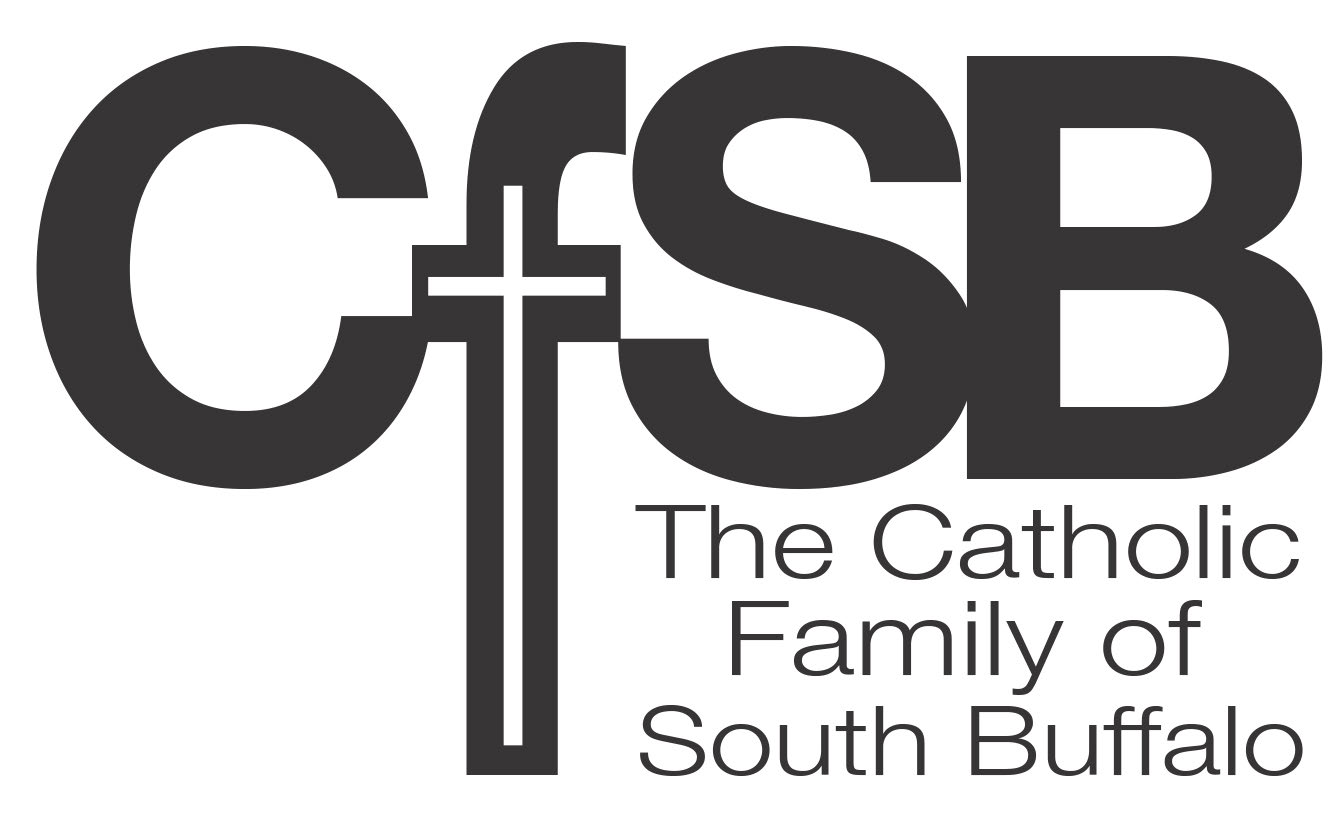 CfSB
The Catholic
Family of
South Buffalo